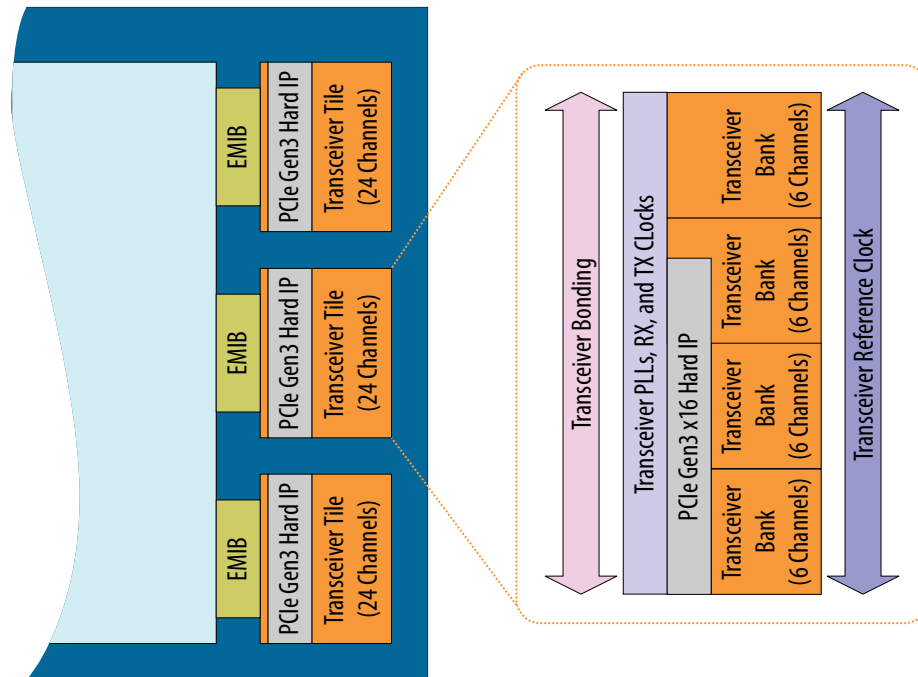 EMIB
PCIe Gen3 Hard IP
Transceiver Tile
(24 Channels)
EMIB
PCIe Gen3 Hard IP
Transceiver Tile
(24 Channels)
EMIB
PCIe Gen3 Hard IP
Transceiver Tile
(24 Channels)
Transceiver Bonding
Transceiver PLLs, RX, and TX CLocks
PCIe Gen3 x16 Hard IP
Transceiver
Bank
(6 Channels)
Transceiver
Bank
(6 Channels)
Transceiver
Bank
(6 Channels)
Transceiver
Bank
(6 Channels)
Transceiver Reference Clock